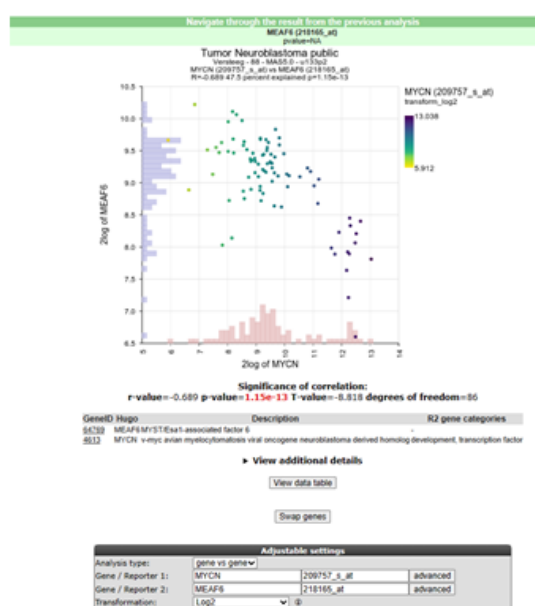 Navigate through the result from the previous analysis
MEAF6 (218165_at)
pvalue=NA
Tumor Neuroblastoma public
Versteeg - 88 - MAS5.0 - u133p2
MYCN (209757_s_at) vs MEAF6 (218165_at)
R=-0.689 47.5 percent explained p=1.15e-13
MYCN (209757_s_at)
transform_log2
13.038
5.912
2log of MEAF6
10.5
10.0
9.5
9.0
8.5
8.0
7.5
7.0
6.5
5 6 7 8 9 10 11 12 13 14
2log of MYCN
Significance of correlation:
r-value=-0.689 p-value=1.15e-13 T-value=-8.818 degrees of freedom=86
GeneID Hugo Description R2 gene categories
64769 MEAF6 MYST/Esa1-associated factor 6 -
4613 MYCN v-myc avian myelocytomatosis viral oncogene neuroblastoma derived homolog development, transcription factor
▸ View additional details
View data table
Swap genes
Adjustable settings
Analysis type: gene vs gene
Gene / Reporter 1: MYCN 209757_s_at advanced
Gene / Reporter 2: MEAF6 218165_at advanced
Transformation: Log2